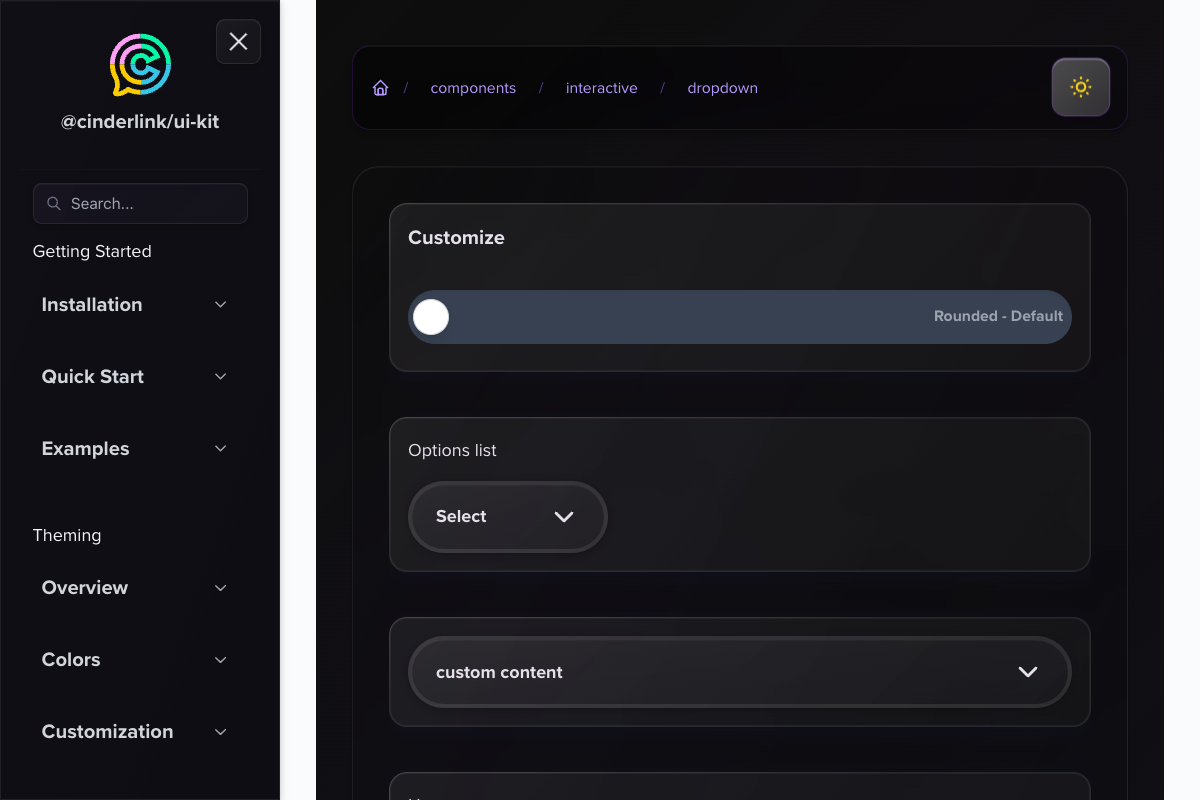 @cinderlink/ui-kit
Search...
Getting Started
Installation
Quick Start
Examples
Theming
Overview
Colors
Customization
/ components / interactive / dropdown
Customize
Rounded - Default
Options list
Select
custom content